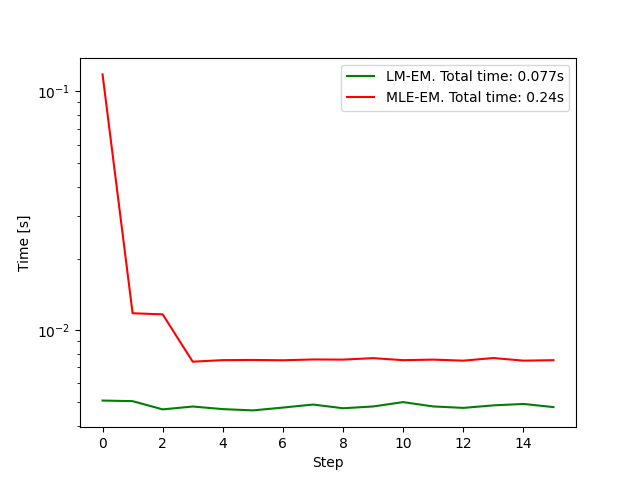 LM-EM. Total time: 0.077s
MLE-EM. Total time: 0.24s
10⁻¹
10⁻²
Time [s]
0 2 4 6 8 10 12 14
Step